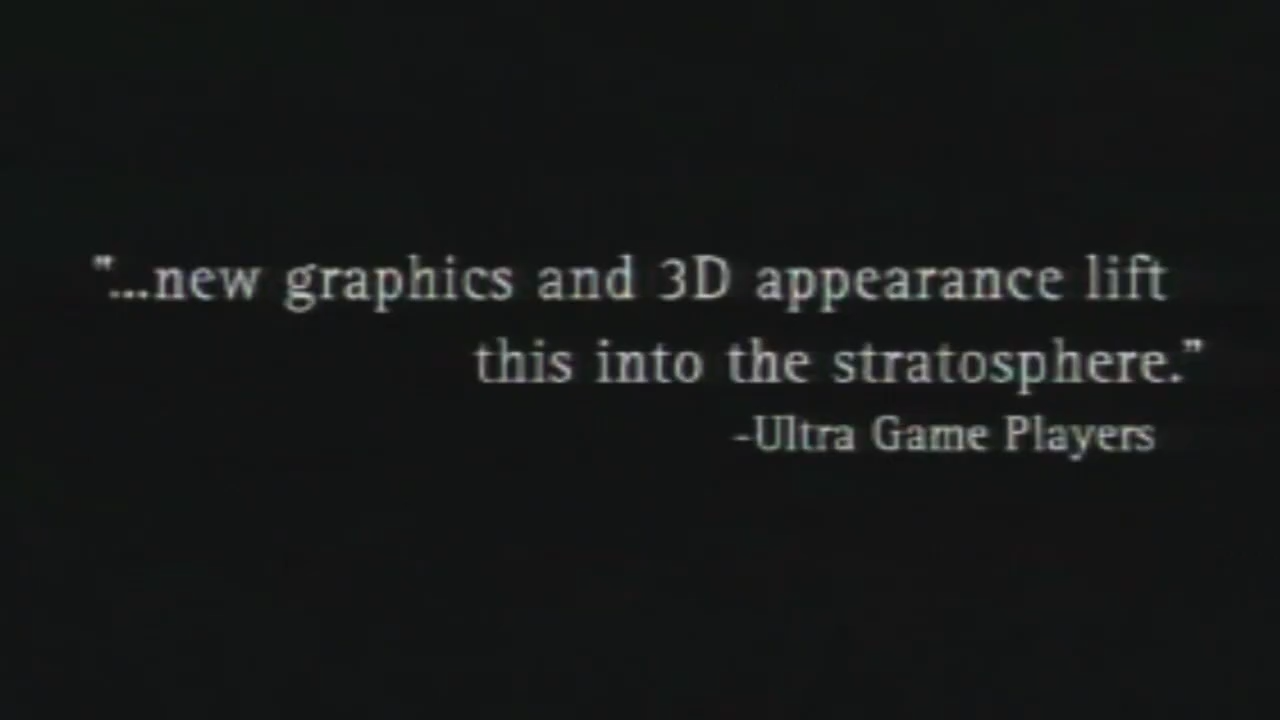 "...new graphics and 3D appearance lift
this into the stratosphere."
-Ultra Game Players